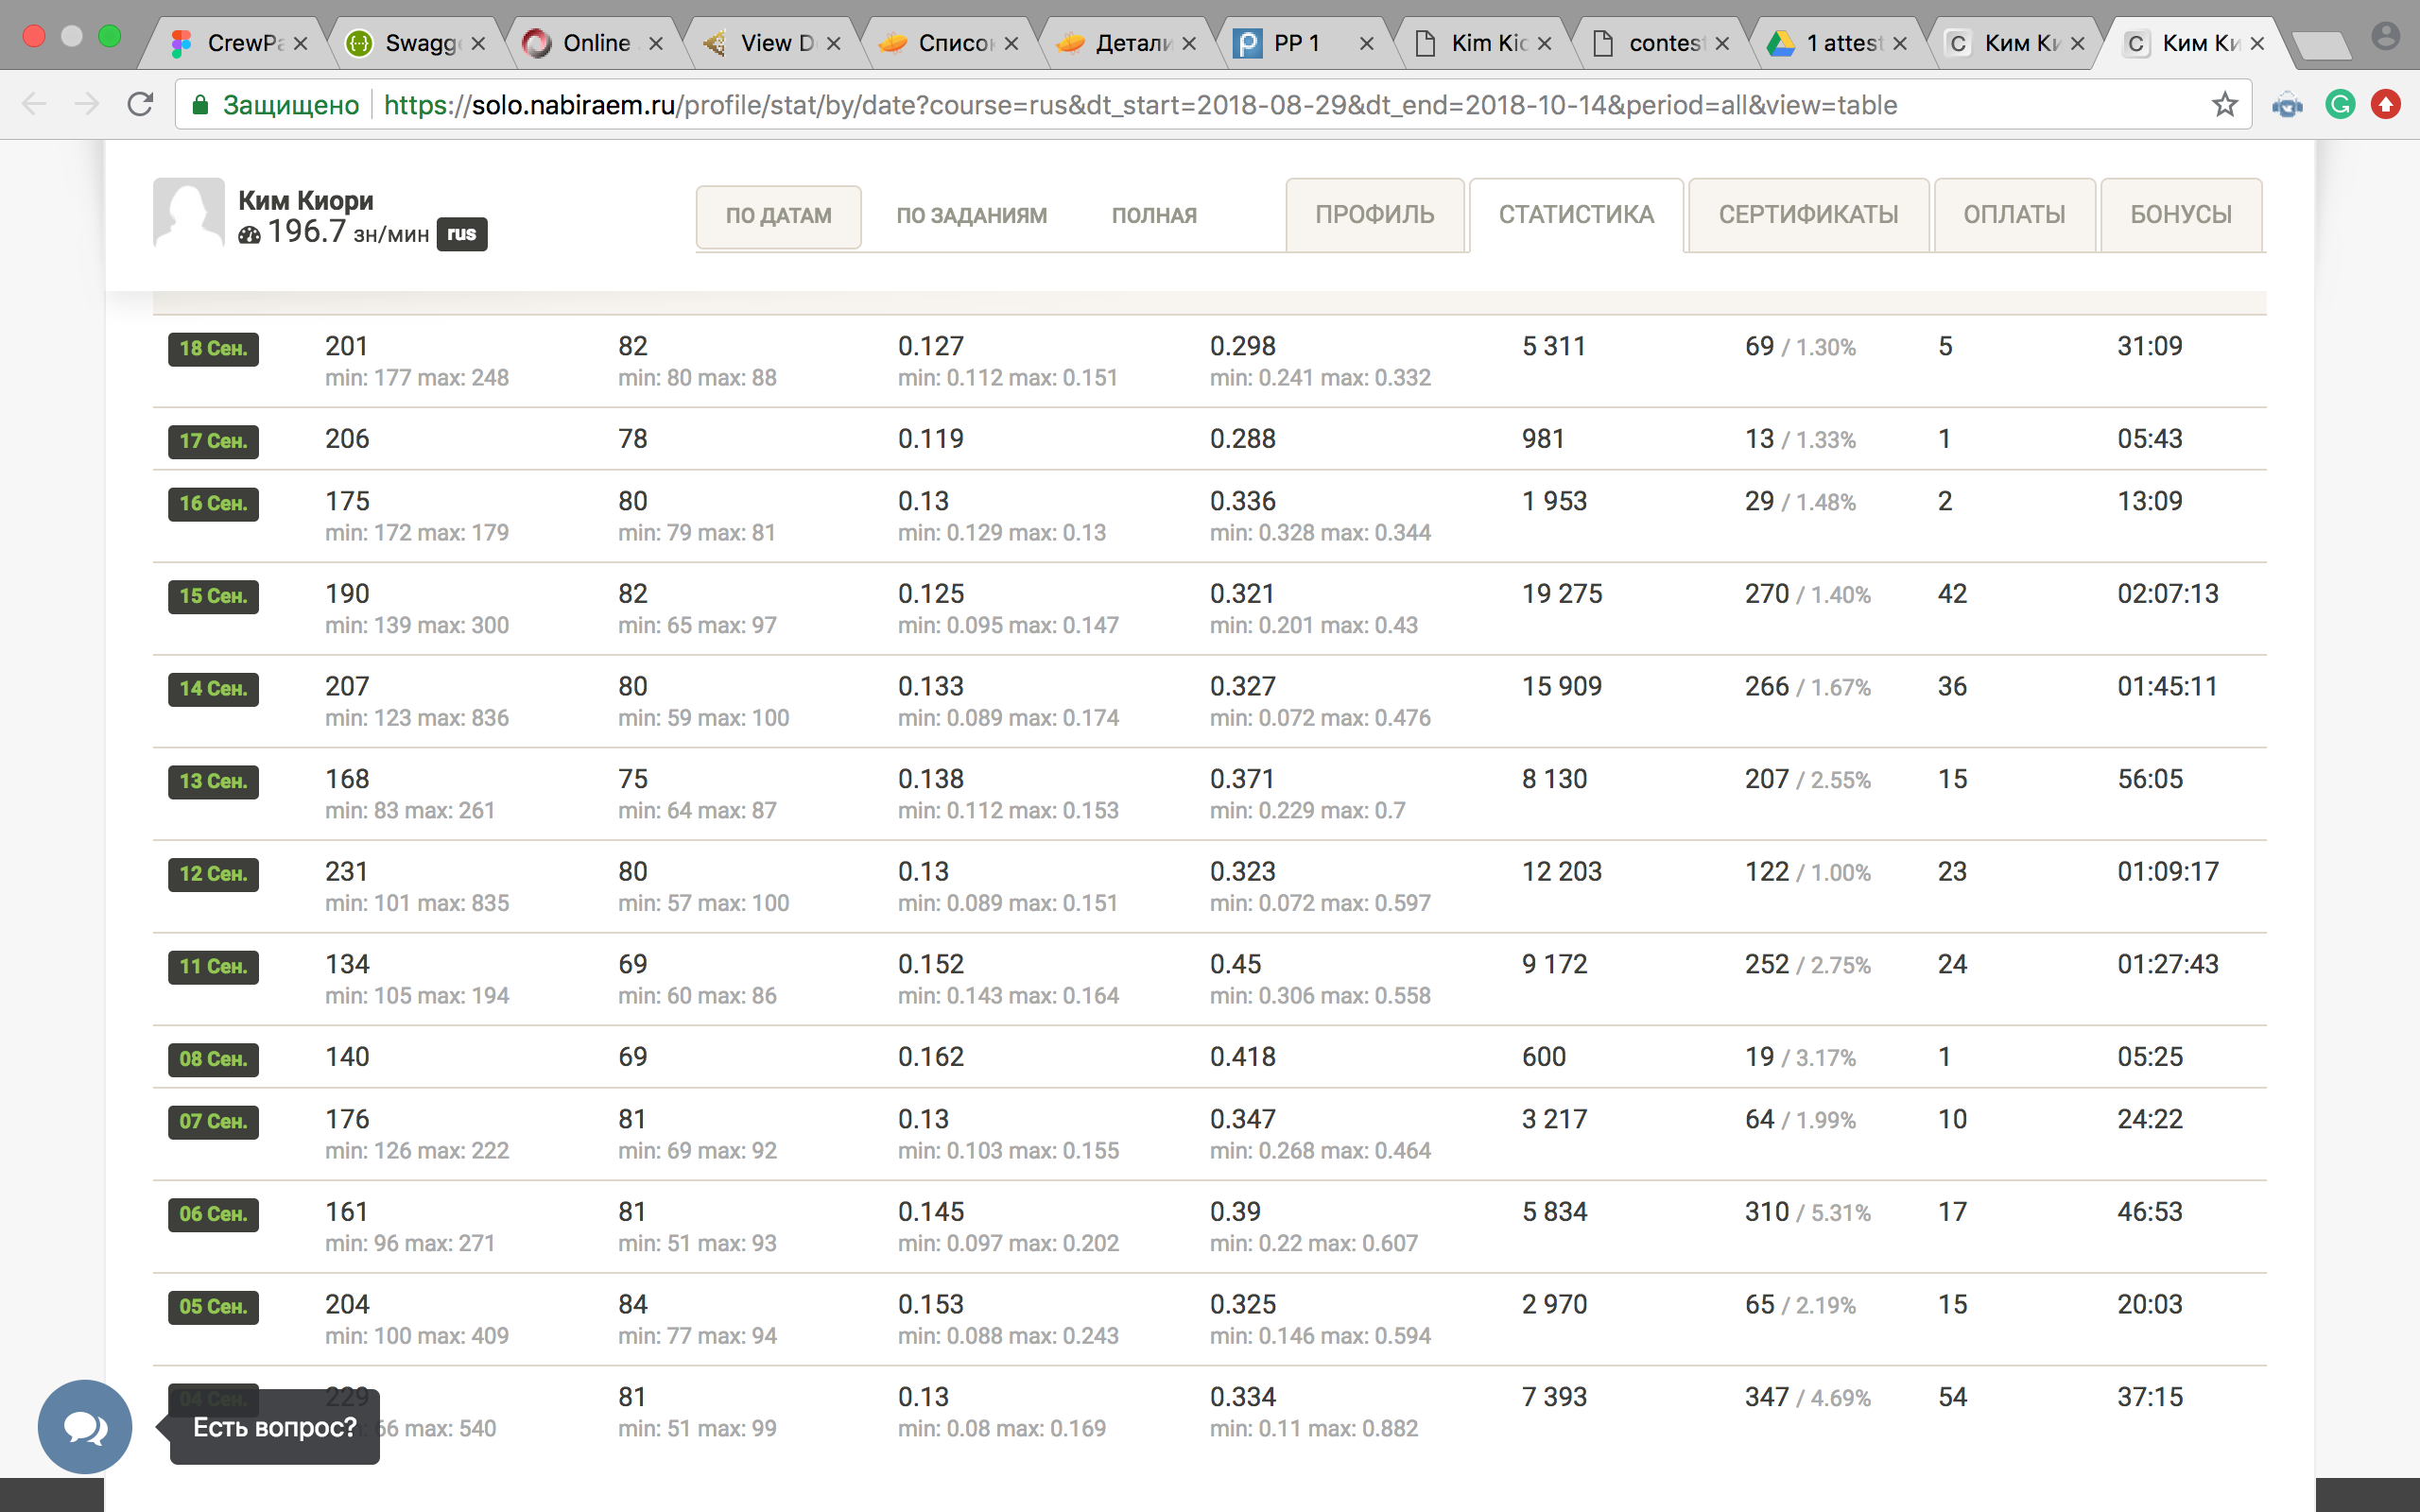 CrewPa
Swagge
Online
View D
Список
Детали
PP 1
Kim Kio
contest
1 attest
Ким Ки
Ким Ки
Защищено https://solo.nabiraem.ru/profile/stat/by/date?course=rus&dt_start=2018-08-29&dt_end=2018-10-14&period=all&view=table
Ким Киори
196.7 зн/мин rus
ПО ДАТАМ ПО ЗАДАНИЯМ ПОЛНАЯ ПРОФИЛЬ СТАТИСТИКА СЕРТИФИКАТЫ ОПЛАТЫ БОНУСЫ
18 Сен. 201 82 0.127 0.298 5 311 69 / 1.30% 5 31:09
min: 177 max: 248 min: 80 max: 88 min: 0.112 max: 0.151 min: 0.241 max: 0.332
17 Сен. 206 78 0.119 0.288 981 13 / 1.33% 1 05:43
16 Сен. 175 80 0.13 0.336 1 953 29 / 1.48% 2 13:09
min: 172 max: 179 min: 79 max: 81 min: 0.129 max: 0.13 min: 0.328 max: 0.344
15 Сен. 190 82 0.125 0.321 19 275 270 / 1.40% 42 02:07:13
min: 139 max: 300 min: 65 max: 97 min: 0.095 max: 0.147 min: 0.201 max: 0.43
14 Сен. 207 80 0.133 0.327 15 909 266 / 1.67% 36 01:45:11
min: 123 max: 836 min: 59 max: 100 min: 0.089 max: 0.174 min: 0.072 max: 0.476
13 Сен. 168 75 0.138 0.371 8 130 207 / 2.55% 15 56:05
min: 83 max: 261 min: 64 max: 87 min: 0.112 max: 0.153 min: 0.229 max: 0.7
12 Сен. 231 80 0.13 0.323 12 203 122 / 1.00% 23 01:09:17
min: 101 max: 835 min: 57 max: 100 min: 0.089 max: 0.151 min: 0.072 max: 0.597
11 Сен. 134 69 0.152 0.45 9 172 252 / 2.75% 24 01:27:43
min: 105 max: 194 min: 60 max: 86 min: 0.143 max: 0.164 min: 0.306 max: 0.558
08 Сен. 140 69 0.162 0.418 600 19 / 3.17% 1 05:25
07 Сен. 176 81 0.13 0.347 3 217 64 / 1.99% 10 24:22
min: 126 max: 222 min: 69 max: 92 min: 0.103 max: 0.155 min: 0.268 max: 0.464
06 Сен. 161 81 0.145 0.39 5 834 310 / 5.31% 17 46:53
min: 96 max: 271 min: 51 max: 93 min: 0.097 max: 0.202 min: 0.22 max: 0.607
05 Сен. 204 84 0.153 0.325 2 970 65 / 2.19% 15 20:03
min: 100 max: 409 min: 77 max: 94 min: 0.088 max: 0.243 min: 0.146 max: 0.594
04 Сен. 229 81 0.13 0.334 7 393 347 / 4.69% 54 37:15
66 max: 540 min: 51 max: 99 min: 0.08 max: 0.169 min: 0.11 max: 0.882
Есть вопрос?